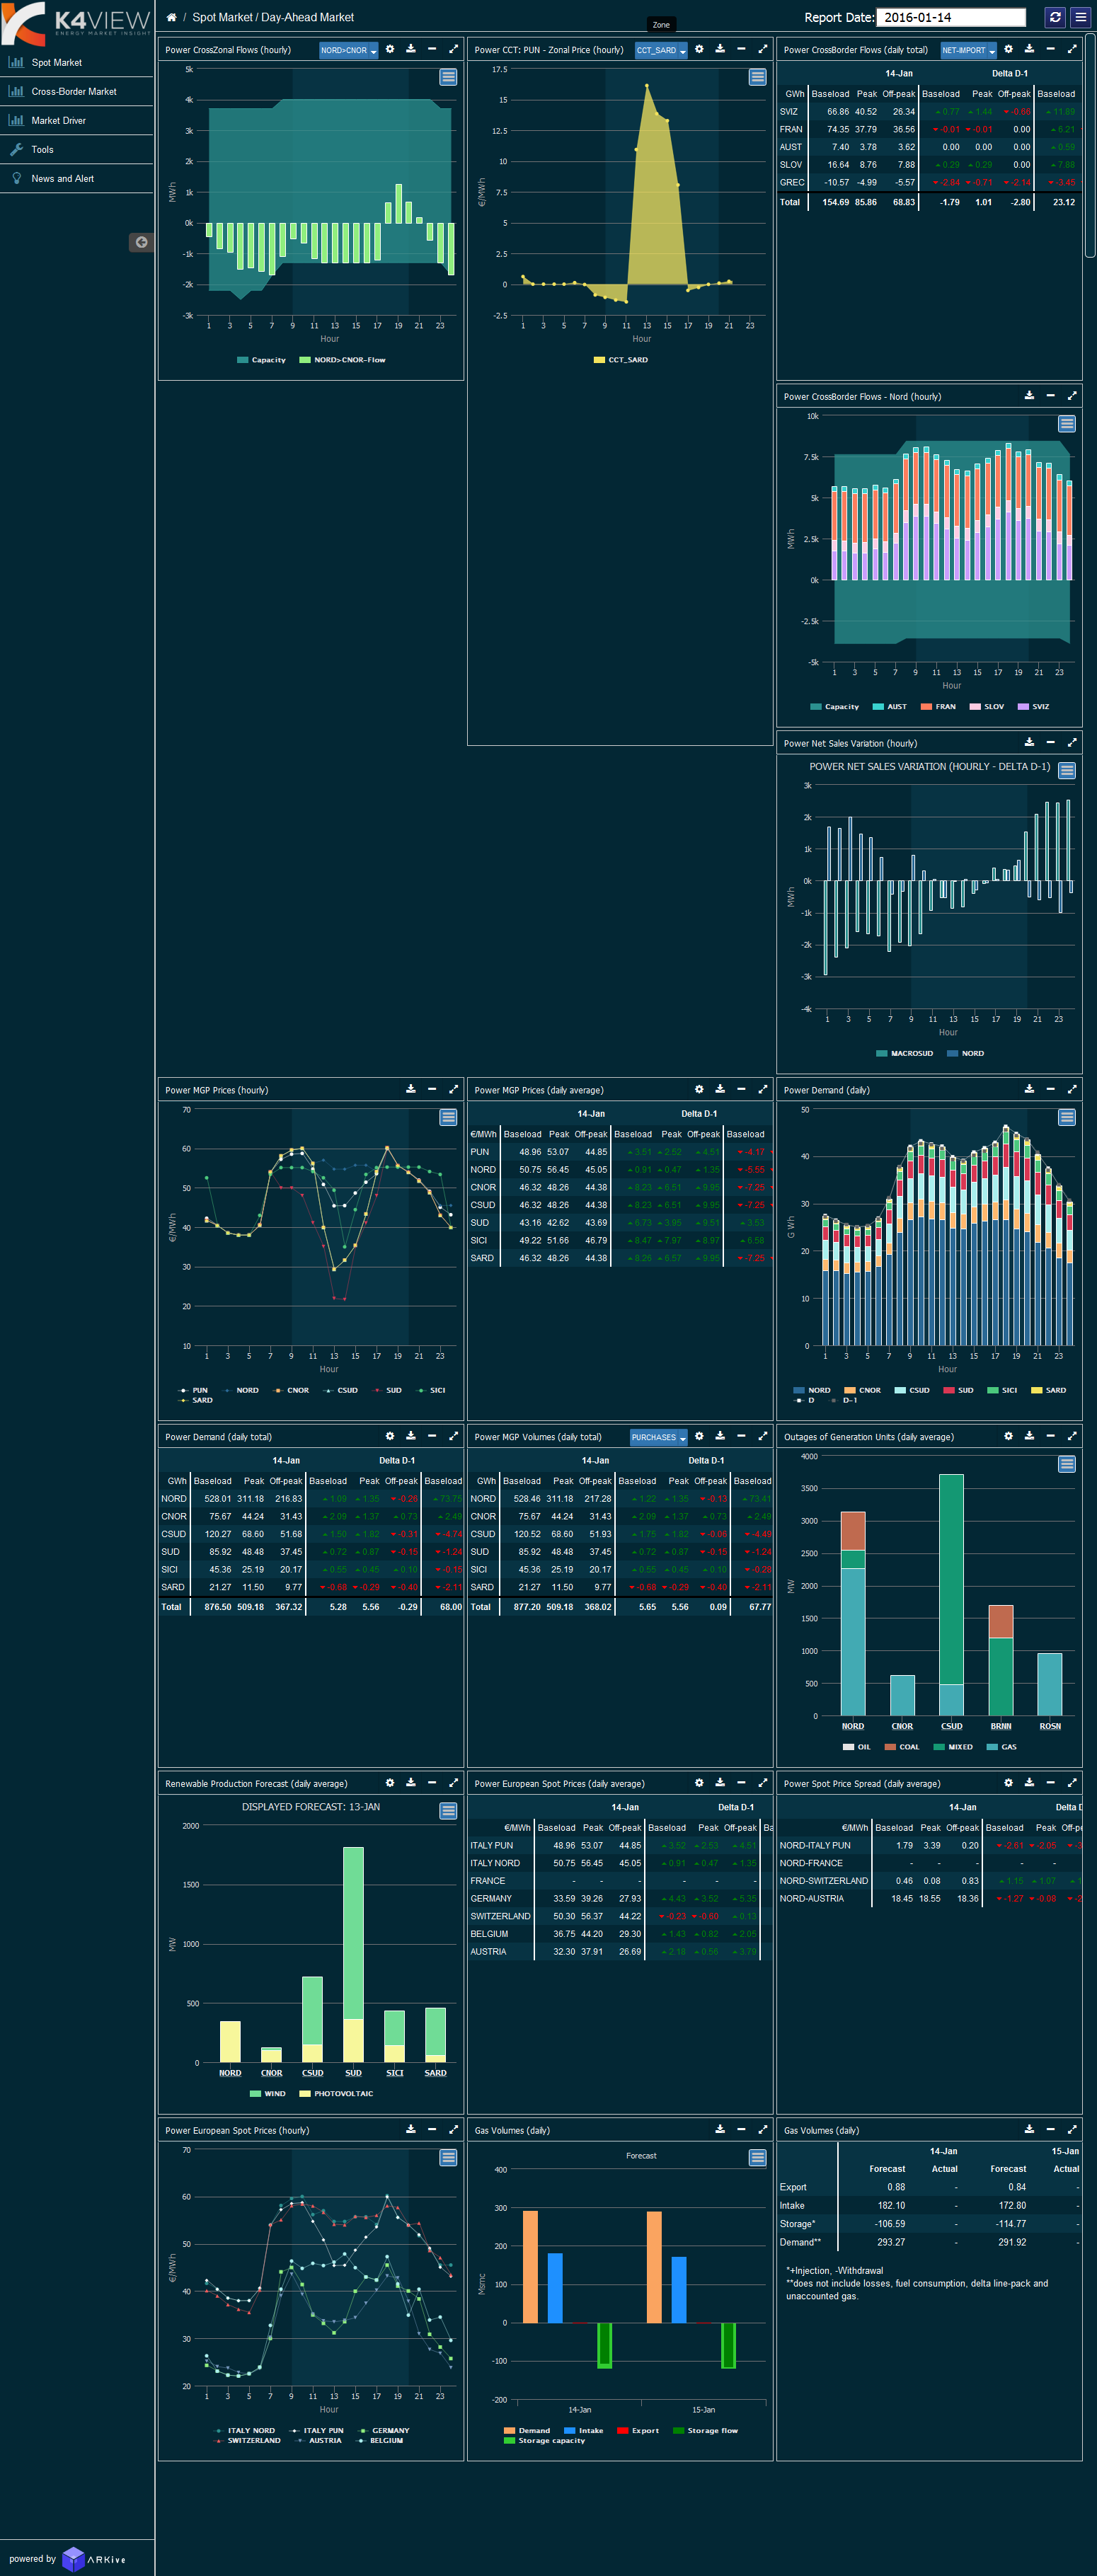 K4VIEW
ENERGY MARKET INSIGHT
Spot Market / Day-Ahead Market
Zone
Report Date: 2016-01-14
Spot Market
Cross-Border Market
Market Driver
Tools
News and Alert
Power CrossZonal Flows (hourly) NORD>CNOR
5k
4k
3k
2k
1k
0k
-1k
-2k
-3k
MWh
1 3 5 7 9 11 13 15 17 19 21 23
Hour
Capacity NORD>CNOR-Flow
Power CCT: PUN - Zonal Price (hourly) CCT_SARD
17.5
15
12.5
10
7.5
5
2.5
0
-2.5
€/MWh
1 3 5 7 9 11 13 15 17 19 21 23
Hour
CCT_SARD
Power CrossBorder Flows (daily total) NET-IMPORT
14-Jan Delta D-1
GWh Baseload Peak Off-peak Baseload Peak Off-peak Baseload
SVIZ 66.86 40.52 26.34 0.77 1.44 -0.66 11.89
FRAN 74.35 37.79 36.56 -0.01 -0.01 0.00 6.21
AUST 7.40 3.78 3.62 0.00 0.00 0.00 0.59
SLOV 16.64 8.76 7.88 0.29 0.29 0.00 7.88
GREC -10.57 -4.99 -5.57 -2.84 -0.71 -2.14 -3.45
Total 154.69 85.86 68.83 -1.79 1.01 -2.80 23.12
Power CrossBorder Flows - Nord (hourly)
10k
7.5k
5k
2.5k
0k
-2.5k
-5k
MWh
1 3 5 7 9 11 13 15 17 19 21 23
Hour
Capacity AUST FRAN SLOV SVIZ
Power Net Sales Variation (hourly)
POWER NET SALES VARIATION (HOURLY - DELTA D-1)
3k
2k
1k
0k
-1k
-2k
-3k
-4k
MWh
1 3 5 7 9 11 13 15 17 19 21 23
Hour
MACROSUD NORD
Power MGP Prices (hourly)
70
60
50
40
30
20
10
€/MWh
1 3 5 7 9 11 13 15 17 19 21 23
Hour
PUN NORD CNOR CSUD SUD SICI
SARD
Power MGP Prices (daily average)
14-Jan Delta D-1
€/MWh Baseload Peak Off-peak Baseload Peak Off-peak Baseload
PUN 48.96 53.07 44.85 3.51 2.52 4.51 -4.17
NORD 50.75 56.45 45.05 0.91 0.47 1.35 -5.55
CNOR 46.32 48.26 44.38 8.23 6.51 9.95 -7.25
CSUD 46.32 48.26 44.38 8.23 6.51 9.95 -7.25
SUD 43.16 42.62 43.69 6.73 3.95 9.51 3.53
SICI 49.22 51.66 46.79 8.47 7.97 8.97 6.58
SARD 46.32 48.26 44.38 8.26 6.57 9.95 -7.25
Power Demand (daily)
50
40
30
20
10
0
G Wh
1 3 5 7 9 11 13 15 17 19 21 23
Hour
NORD CNOR CSUD SUD SICI SARD
D D-1
Power Demand (daily total)
14-Jan Delta D-1
GWh Baseload Peak Off-peak Baseload Peak Off-peak Baseload
NORD 528.01 311.18 216.83 1.09 1.35 -0.26 73.75
CNOR 75.67 44.24 31.43 2.09 1.37 0.73 2.49
CSUD 120.27 68.60 51.68 1.50 1.82 -0.31 -4.74
SUD 85.92 48.48 37.45 0.72 0.87 -0.15 -1.24
SICI 45.36 25.19 20.17 0.55 0.45 0.10 -0.15
SARD 21.27 11.50 9.77 -0.68 -0.29 -0.40 -2.11
Total 876.50 509.18 367.32 5.28 5.56 -0.29 68.00
Power MGP Volumes (daily total) PURCHASES
14-Jan Delta D-1
GWh Baseload Peak Off-peak Baseload Peak Off-peak Baseload
NORD 528.46 311.18 217.28 1.22 1.35 -0.13 73.41
CNOR 75.67 44.24 31.43 2.09 1.37 0.73 2.49
CSUD 120.52 68.60 51.93 1.75 1.82 -0.06 -4.49
SUD 85.92 48.48 37.45 0.72 0.87 -0.15 -1.24
SICI 45.36 25.19 20.17 0.55 0.45 0.10 -0.28
SARD 21.27 11.50 9.77 -0.68 -0.29 -0.40 -2.11
Total 877.20 509.18 368.02 5.65 5.56 0.09 67.77
Outages of Generation Units (daily average)
4000
3500
3000
2500
2000
1500
1000
500
0
MW
NORD CNOR CSUD BRNN ROSN
OIL COAL MIXED GAS
Renewable Production Forecast (daily average)
DISPLAYED FORECAST: 13-JAN
2000
1500
1000
500
0
MW
NORD CNOR CSUD SUD SICI SARD
WIND PHOTOVOLTAIC
Power European Spot Prices (daily average)
14-Jan Delta D-1
€/MWh Baseload Peak Off-peak Baseload Peak Off-peak Ba
ITALY PUN 48.96 53.07 44.85 3.52 2.53 4.51
ITALY NORD 50.75 56.45 45.05 0.91 0.47 1.35
FRANCE - - - - - -
GERMANY 33.59 39.26 27.93 4.43 3.52 5.35
SWITZERLAND 50.30 56.37 44.22 -0.23 -0.60 0.13
BELGIUM 36.75 44.20 29.30 1.43 0.82 2.05
AUSTRIA 32.30 37.91 26.69 2.18 0.56 3.79
Power Spot Price Spread (daily average)
14-Jan Delta D
€/MWh Baseload Peak Off-peak Baseload Peak Off-p
NORD-ITALY PUN 1.79 3.39 0.20 -2.61 -2.05
NORD-FRANCE - - - - -
NORD-SWITZERLAND 0.46 0.08 0.83 1.15 1.07
NORD-AUSTRIA 18.45 18.55 18.36 -1.27 -0.08
Power European Spot Prices (hourly)
70
60
50
40
30
20
€/MWh
1 3 5 7 9 11 13 15 17 19 21 23
Hour
ITALY NORD ITALY PUN GERMANY
SWITZERLAND AUSTRIA BELGIUM
Gas Volumes (daily)
Forecast
400
300
200
100
0
-100
-200
Msmc
14-Jan 15-Jan
Demand Intake Export Storage flow
Storage capacity
Gas Volumes (daily)
14-Jan 15-Jan
Forecast Actual Forecast Actual
Export 0.88 - 0.84 -
Intake 182.10 - 172.80 -
Storage* -106.59 - -114.77 -
Demand** 293.27 - 291.92 -
*+Injection, -Withdrawal
**does not include losses, fuel consumption, delta line-pack and
unaccounted gas.
powered by ARKive